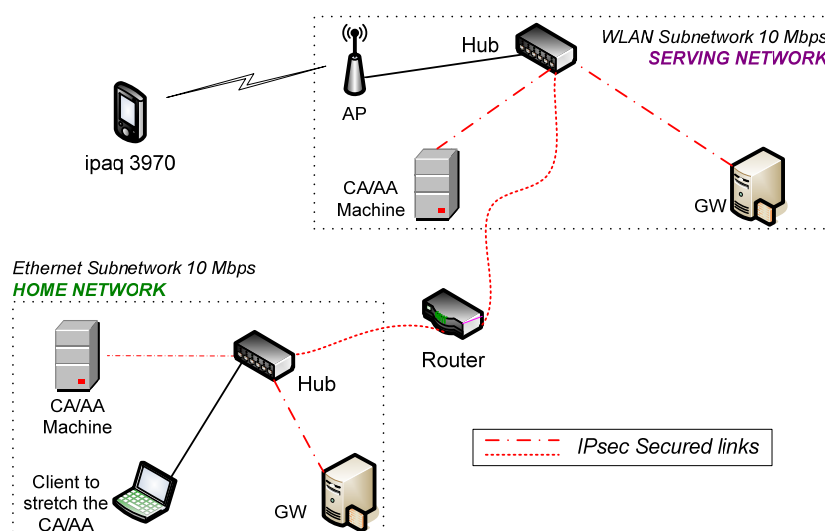 WLAN Subnetwork 10 Mbps
SERVING NETWORK
Hub
AP
ipaq 3970
CA/AA
Machine
GW
Ethernet Subnetwork 10 Mbps
HOME NETWORK
Router
Hub
CA/AA
Machine
Client to
stretch the
CA/AA
GW
IPsec Secured links